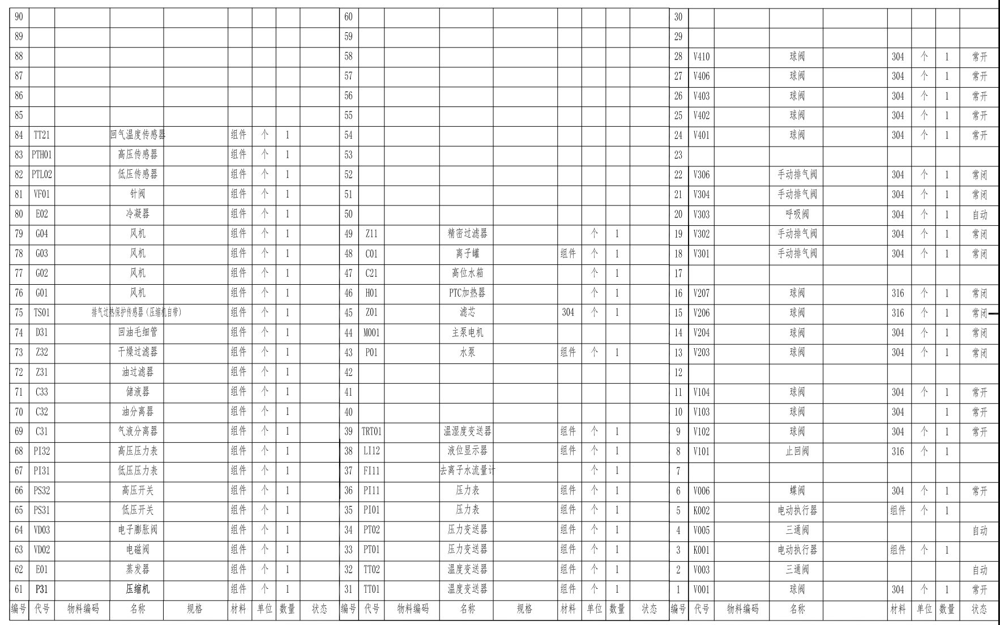 90 60 30
89 59 29
88 58 28 V410 球阀 304 个 1 常开
87 57 27 V406 球阀 304 个 1 常开
86 56 26 V403 球阀 304 个 1 常开
85 55 25 V402 球阀 304 个 1 常开
84 TT21 回气温度传感器 组件 个 1 54 24 V401 球阀 304 个 1 常开
83 PTH01 高压传感器 组件 个 1 53 23
82 PTL02 低压传感器 组件 个 1 52 22 V306 手动排气阀 304 个 1 常闭
81 VF01 针阀 组件 个 1 51 21 V304 手动排气阀 304 个 1 常闭
80 E02 冷凝器 组件 个 1 50 20 V303 呼吸阀 304 个 1 自动
79 G04 风机 组件 个 1 49 Z11 精密过滤器 个 1 19 V302 手动排气阀 304 个 1 常闭
78 G03 风机 组件 个 1 48 C01 离子罐 组件 个 1 18 V301 手动排气阀 304 个 1 常闭
77 G02 风机 组件 个 1 47 C21 高位水箱 个 1 17
76 G01 风机 组件 个 1 46 H01 PTC加热器 个 1 16 V207 球阀 316 个 1 常闭
75 TS01 排气过热保护传感器（压缩机自带） 组件 个 1 45 Z01 滤芯 304 个 1 15 V206 球阀 316 个 1 常闭
74 D31 回油毛细管 组件 个 1 44 M001 主泵电机 14 V204 球阀 304 个 1 常闭
73 Z32 干燥过滤器 组件 个 1 43 P01 水泵 组件 个 1 13 V203 球阀 304 个 1 常闭
72 Z31 油过滤器 组件 个 1 42 12
71 C33 储液器 组件 个 1 41 11 V104 球阀 304 个 1 常开
70 C32 油分离器 组件 个 1 40 10 V103 球阀 304 1 常开
69 C31 气液分离器 组件 个 1 39 TRT01 温湿度变送器 组件 个 1 9 V102 球阀 304 个 1 常开
68 PI32 高压压力表 组件 个 1 38 LI12 液位显示器 组件 个 1 8 V101 止回阀 316 个 1
67 PI31 低压压力表 组件 个 1 37 FI11 去离子水流量计 个 1 7
66 PS32 高压开关 组件 个 1 36 PI11 压力表 组件 个 1 6 V006 蝶阀 304 个 1 常开
65 PS31 低压开关 组件 个 1 35 PI01 压力表 组件 个 1 5 K002 电动执行器 组件 个 1
64 VD03 电子膨胀阀 组件 个 1 34 PT02 压力变送器 组件 个 1 4 V005 三通阀 自动
63 VD02 电磁阀 组件 个 1 33 PT01 压力变送器 组件 个 1 3 K001 电动执行器 组件 个 1
62 E01 蒸发器 组件 个 1 32 TT02 温度变送器 组件 个 1 2 V003 三通阀 自动
61 P31 压缩机 组件 个 1 31 TT01 温度变送器 组件 个 1 1 V001 球阀 304 个 1 常开
编号 代号 物料编码 名称 规格 材料 单位 数量 状态 编号 代号 物料编码 名称 规格 材料 单位 数量 状态 编号 代号 物料编码 名称 材料 单位 数量 状态